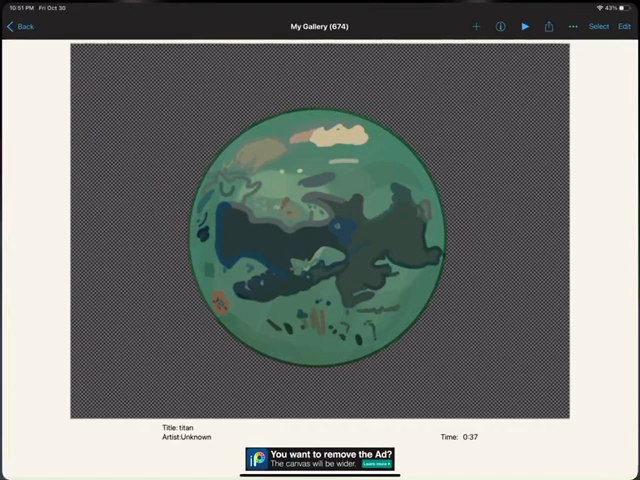 10:51 PM Fri Oct 30
43%
Back
My Gallery (674)
Select
Edit
Title: titan
Artist:Unknown
Time: 0:37
iP
You want to remove the Ad?
The canvas will be wider.
Learn more